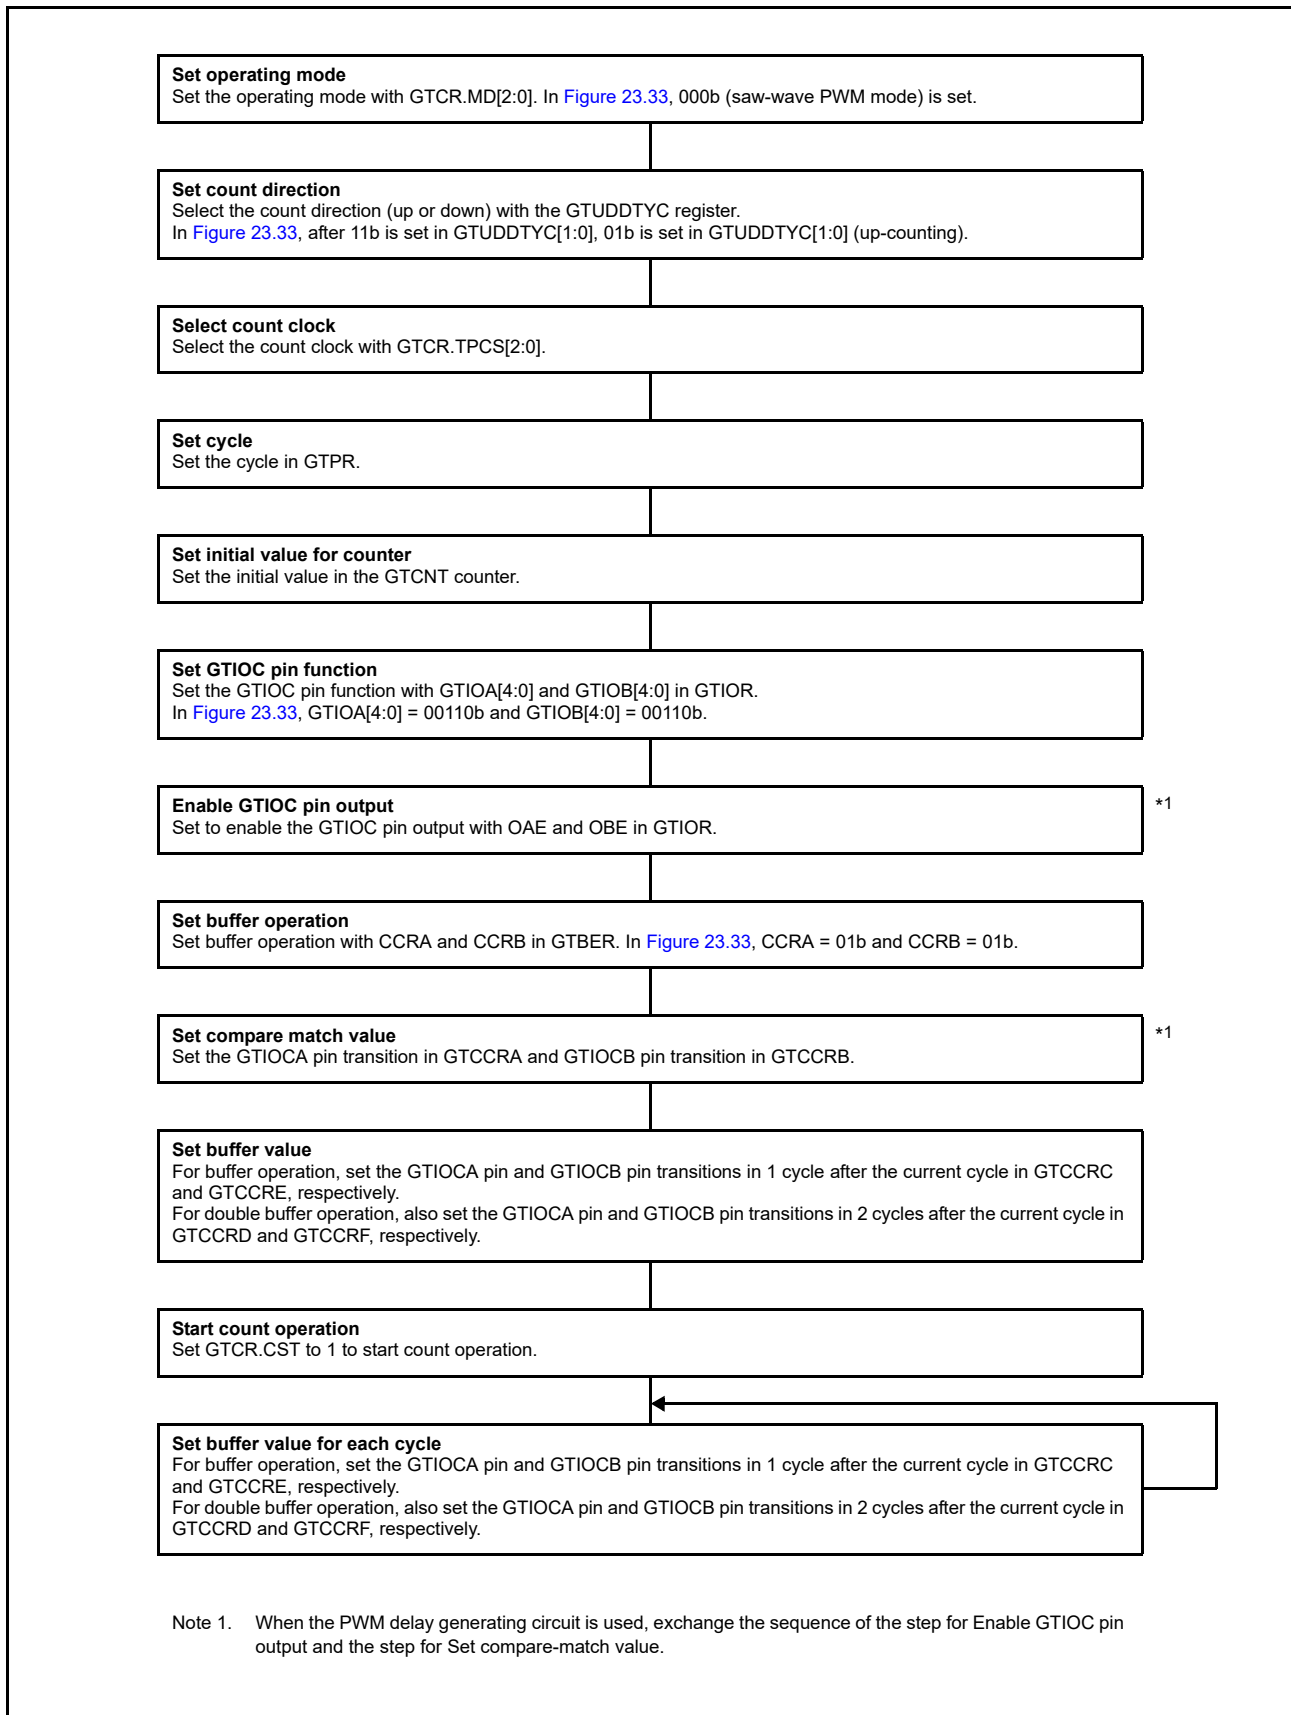 Set operating mode
Set the operating mode with GTCR.MD[2:0]. In Figure 23.33, 000b (saw-wave PWM mode) is set.
Set count direction
Select the count direction (up or down) with the GTUDDTYC register.
In Figure 23.33, after 11b is set in GTUDDTYC[1:0], 01b is set in GTUDDTYC[1:0] (up-counting).
Select count clock
Select the count clock with GTCR.TPCS[2:0].
Set cycle
Set the cycle in GTPR.
Set initial value for counter
Set the initial value in the GTCNT counter.
Set GTIOC pin function
Set the GTIOC pin function with GTIOA[4:0] and GTIOB[4:0] in GTIOR.
In Figure 23.33, GTIOA[4:0] = 00110b and GTIOB[4:0] = 00110b.
Enable GTIOC pin output
*1
Set to enable the GTIOC pin output with OAE and OBE in GTIOR.
Set buffer operation
Set buffer operation with CCRA and CCRB in GTBER. In Figure 23.33, CCRA = 01b and CCRB = 01b.
Set compare match value
*1
Set the GTIOCA pin transition in GTCCRA and GTIOCB pin transition in GTCCRB.
Set buffer value
For buffer operation, set the GTIOCA pin and GTIOCB pin transitions in 1 cycle after the current cycle in GTCCRC
and GTCCRE, respectively.
For double buffer operation, also set the GTIOCA pin and GTIOCB pin transitions in 2 cycles after the current cycle in
GTCCRD and GTCCRF, respectively.
Start count operation
Set GTCR.CST to 1 to start count operation.
Set buffer value for each cycle
For buffer operation, set the GTIOCA pin and GTIOCB pin transitions in 1 cycle after the current cycle in GTCCRC
and GTCCRE, respectively.
For double buffer operation, also set the GTIOCA pin and GTIOCB pin transitions in 2 cycles after the current cycle in
GTCCRD and GTCCRF, respectively.
Note 1. When the PWM delay generating circuit is used, exchange the sequence of the step for Enable GTIOC pin
output and the step for Set compare-match value.